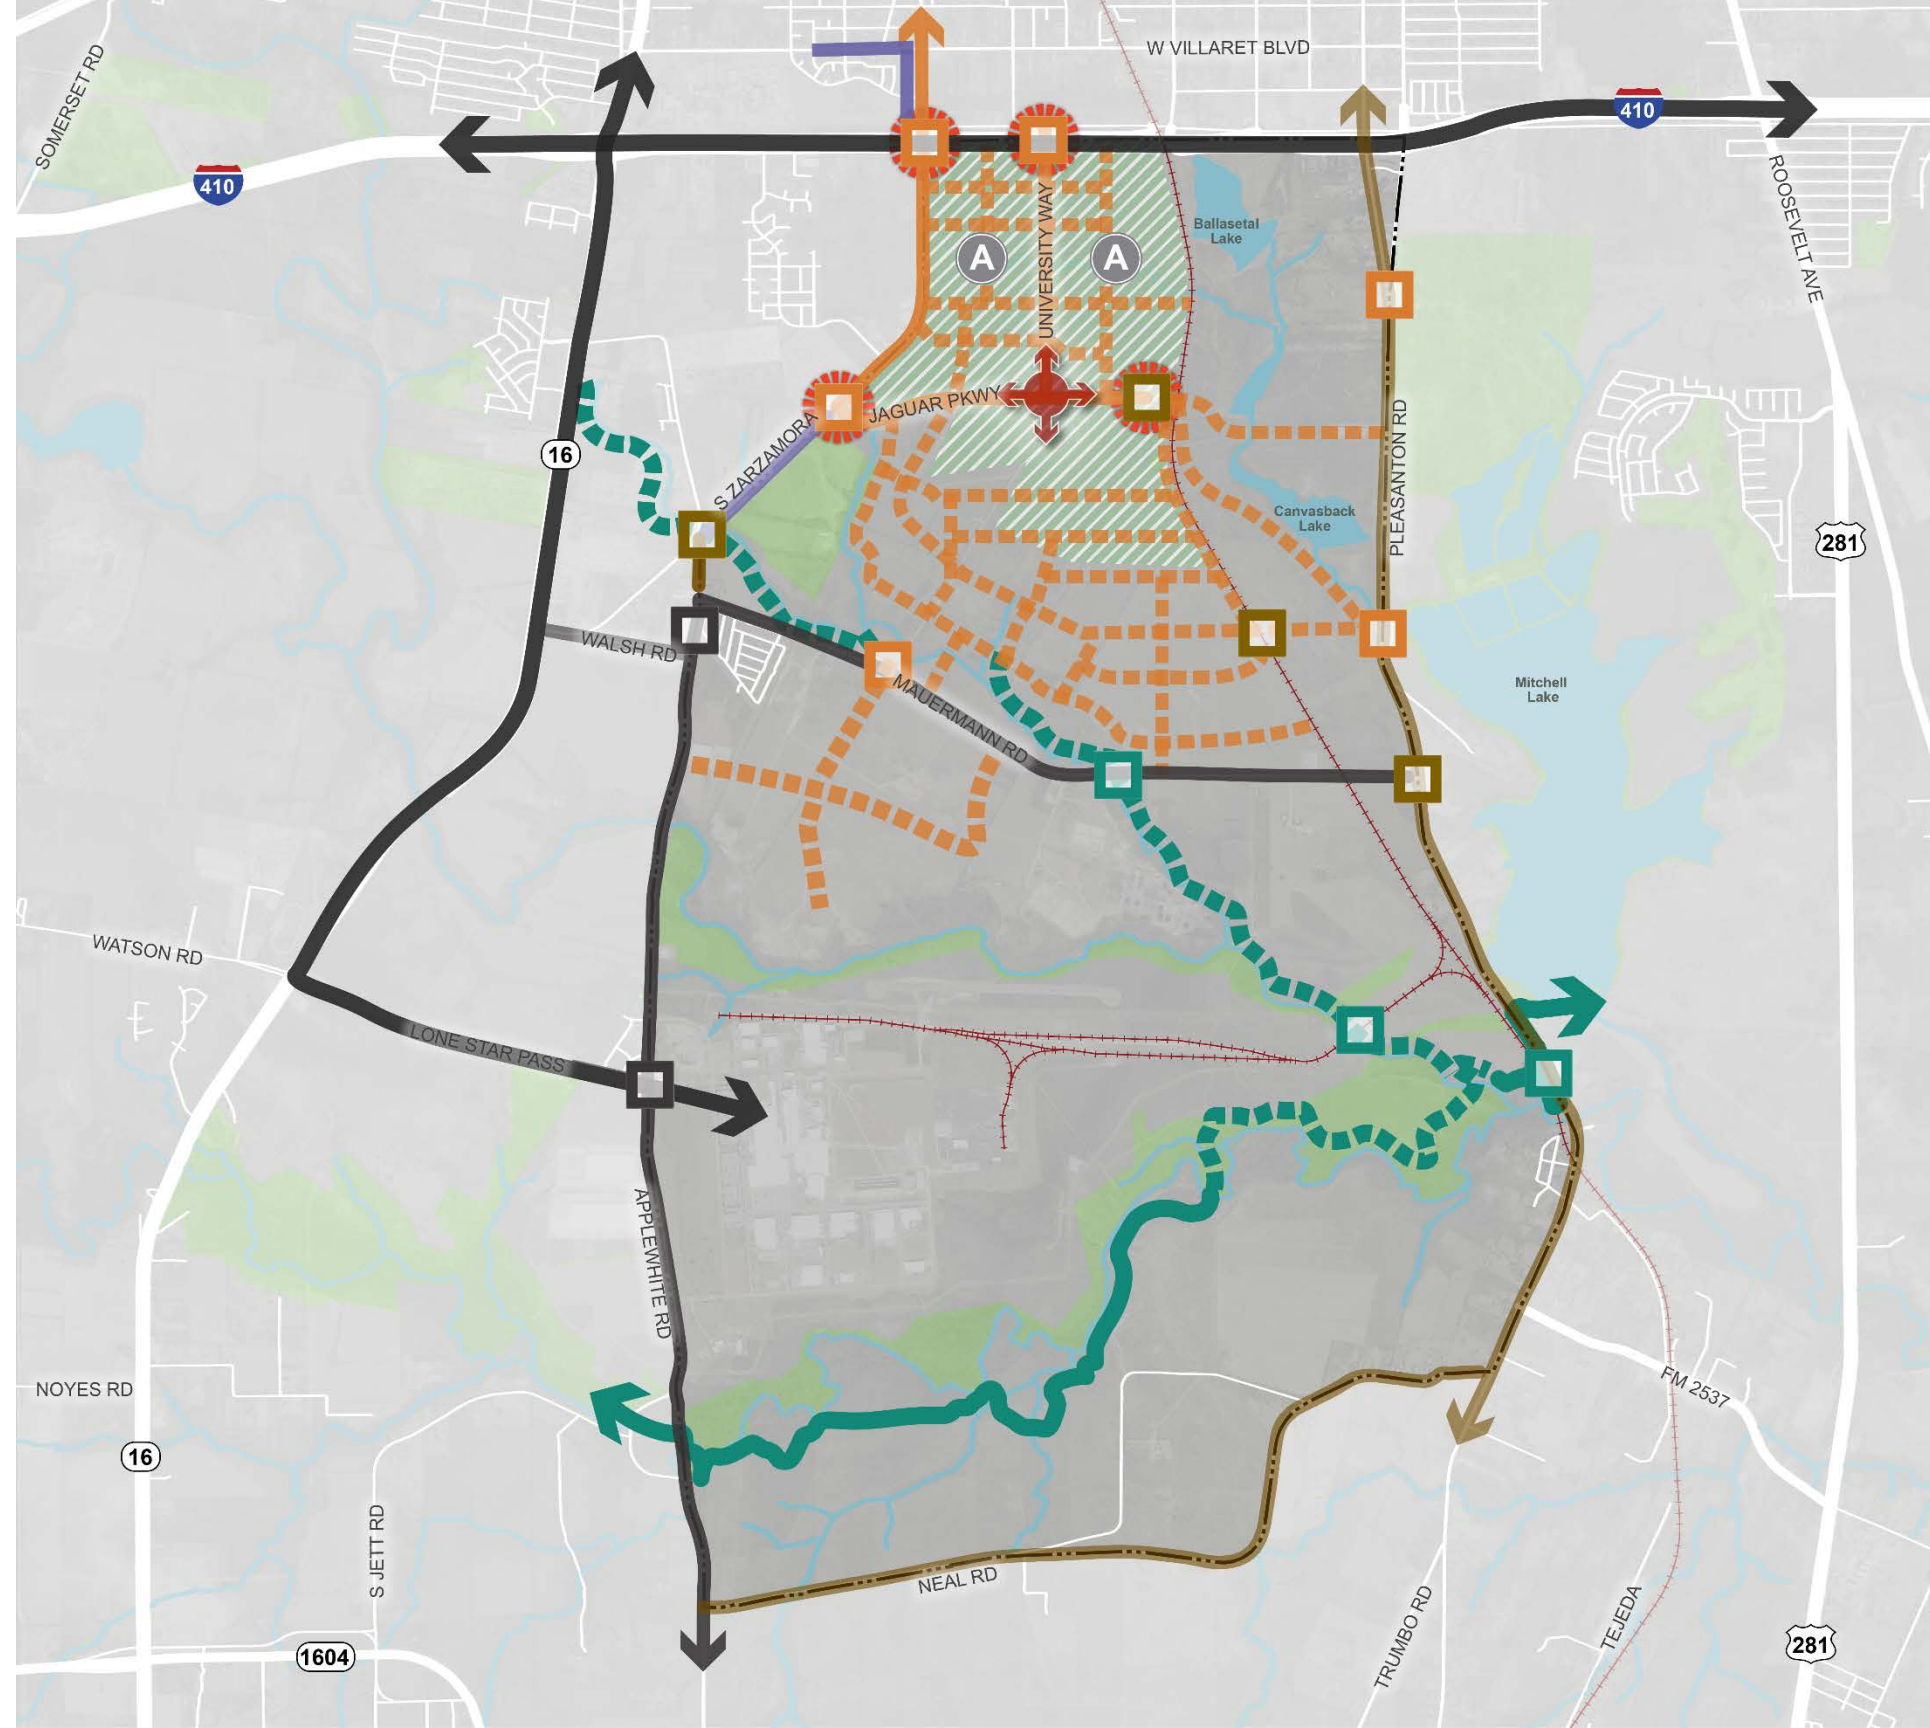 W VILLARET BLVD
SOMERSET RD
410
410
ROOSEVELT AVE
UNIVERSITY WAY
Ballasetal
Lake
A
A
JAGUAR PKWY
S ZARZAMORA
PLEASANTON RD
16
Canvasback
Lake
281
WALSH RD
MAUERMANN RD
Mitchell
Lake
WATSON RD
LONE STAR PASS
APPLEWHITE RD
NOYES RD
FM 2537
16
S JETT RD
NEAL RD
TRUMBO RD
TEJEDA
1604
281